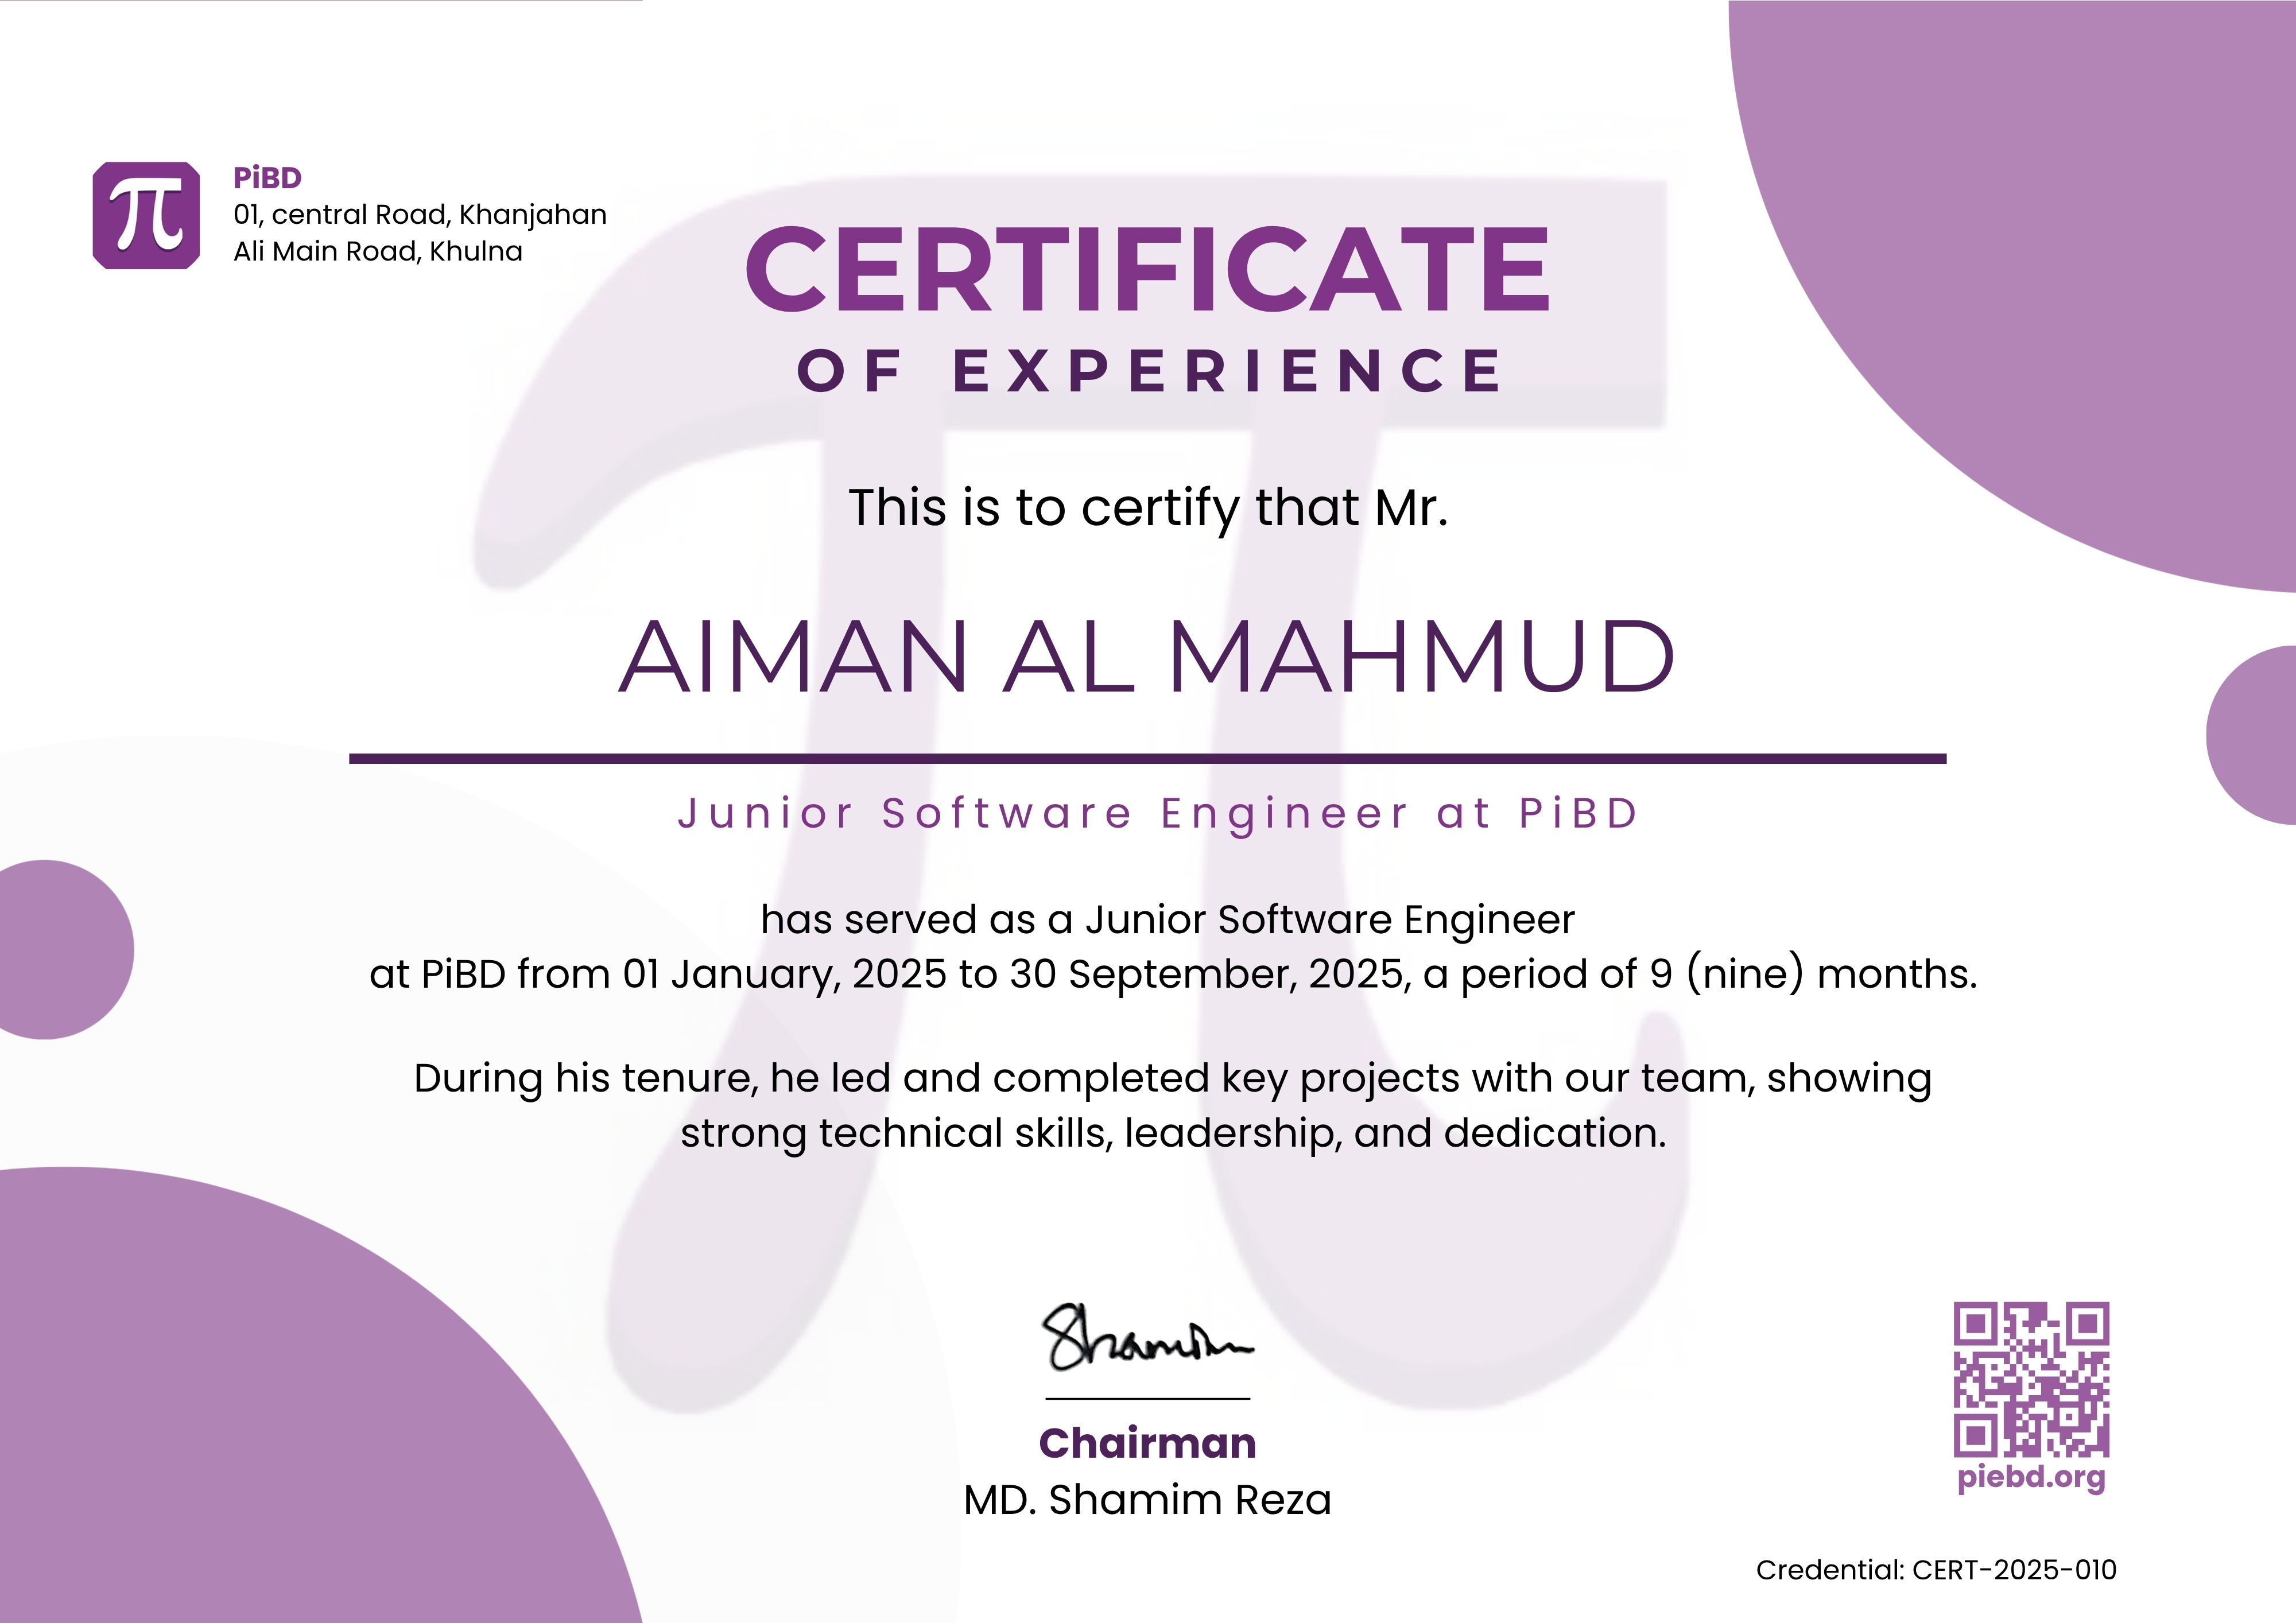 π
PiBD
01, central Road, Khanjahan
Ali Main Road, Khulna
CERTIFICATE
OF EXPERIENCE
This is to certify that Mr.
AIMAN AL MAHMUD
Junior Software Engineer at PiBD
has served as a Junior Software Engineer
at PiBD from 01 January, 2025 to 30 September, 2025, a period of 9 (nine) months.
During his tenure, he led and completed key projects with our team, showing
strong technical skills, leadership, and dedication.
Shamim
Chairman
MD. Shamim Reza
piebd.org
Credential: CERT-2025-010